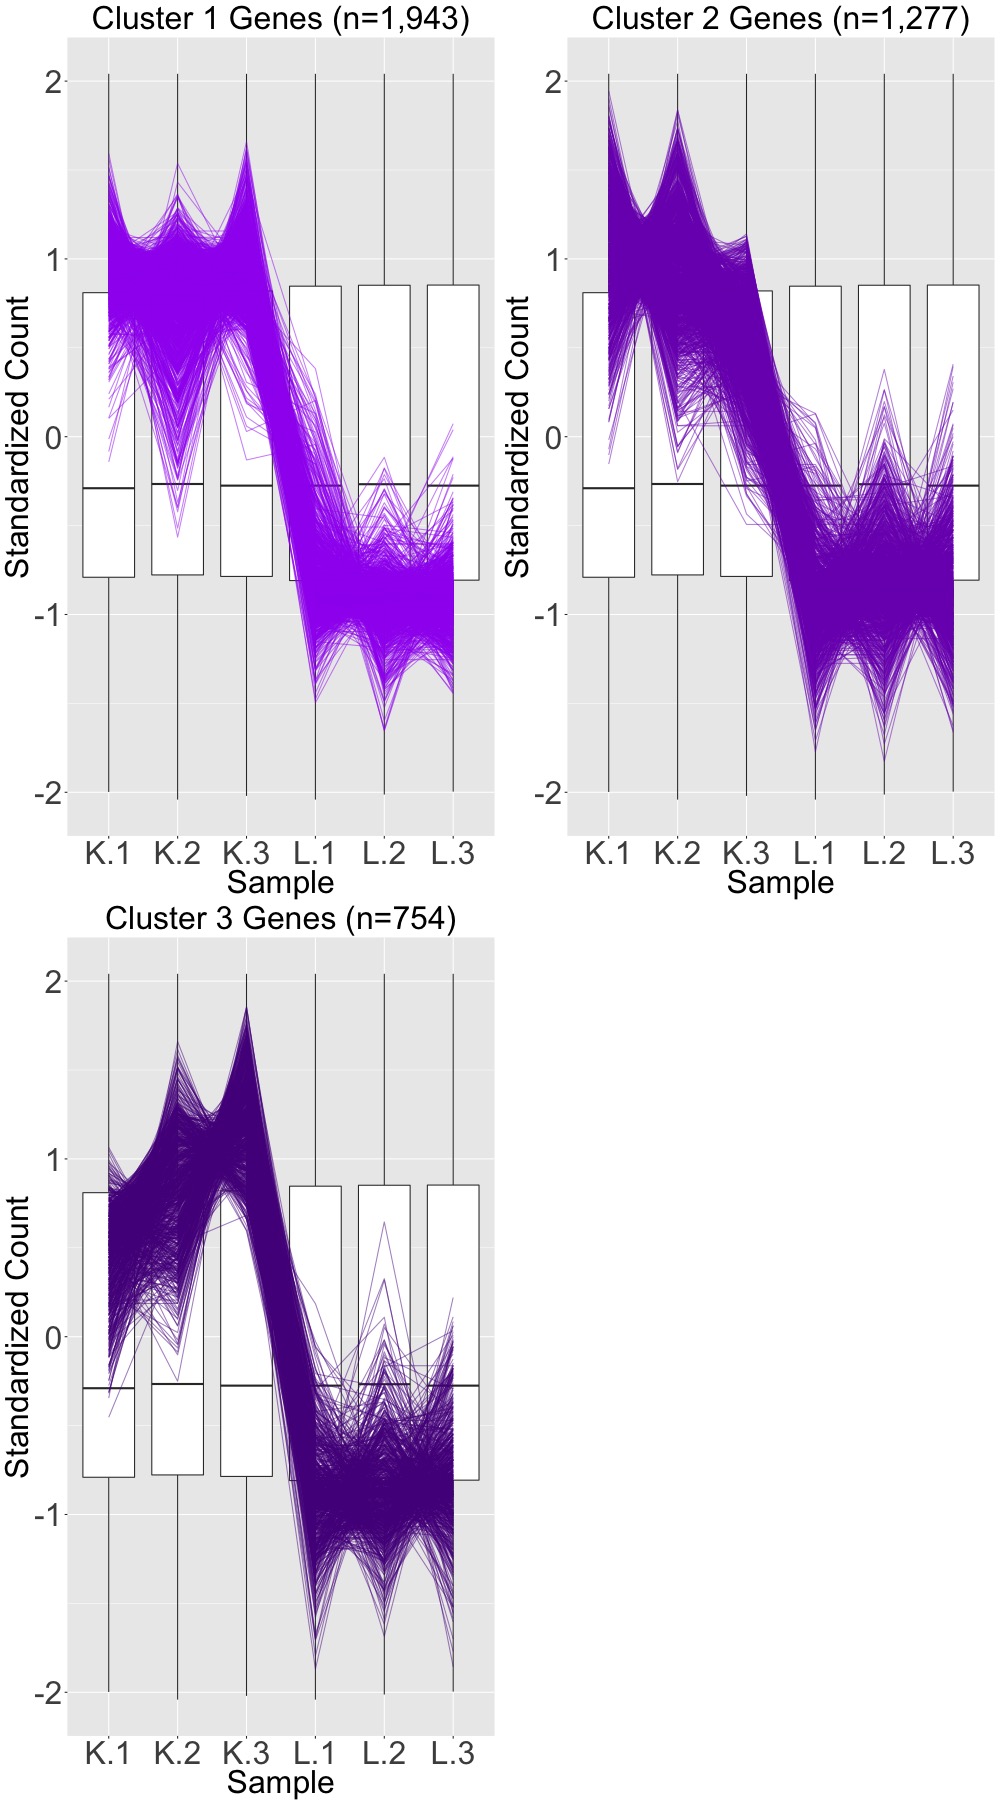 Cluster 1 Genes (n=1,943)
Standardized Count
2
1
0
-1
-2
K.1 K.2 K.3 L.1 L.2 L.3
Sample
Cluster 2 Genes (n=1,277)
Standardized Count
2
1
0
-1
-2
K.1 K.2 K.3 L.1 L.2 L.3
Sample
Cluster 3 Genes (n=754)
Standardized Count
2
1
0
-1
-2
K.1 K.2 K.3 L.1 L.2 L.3
Sample